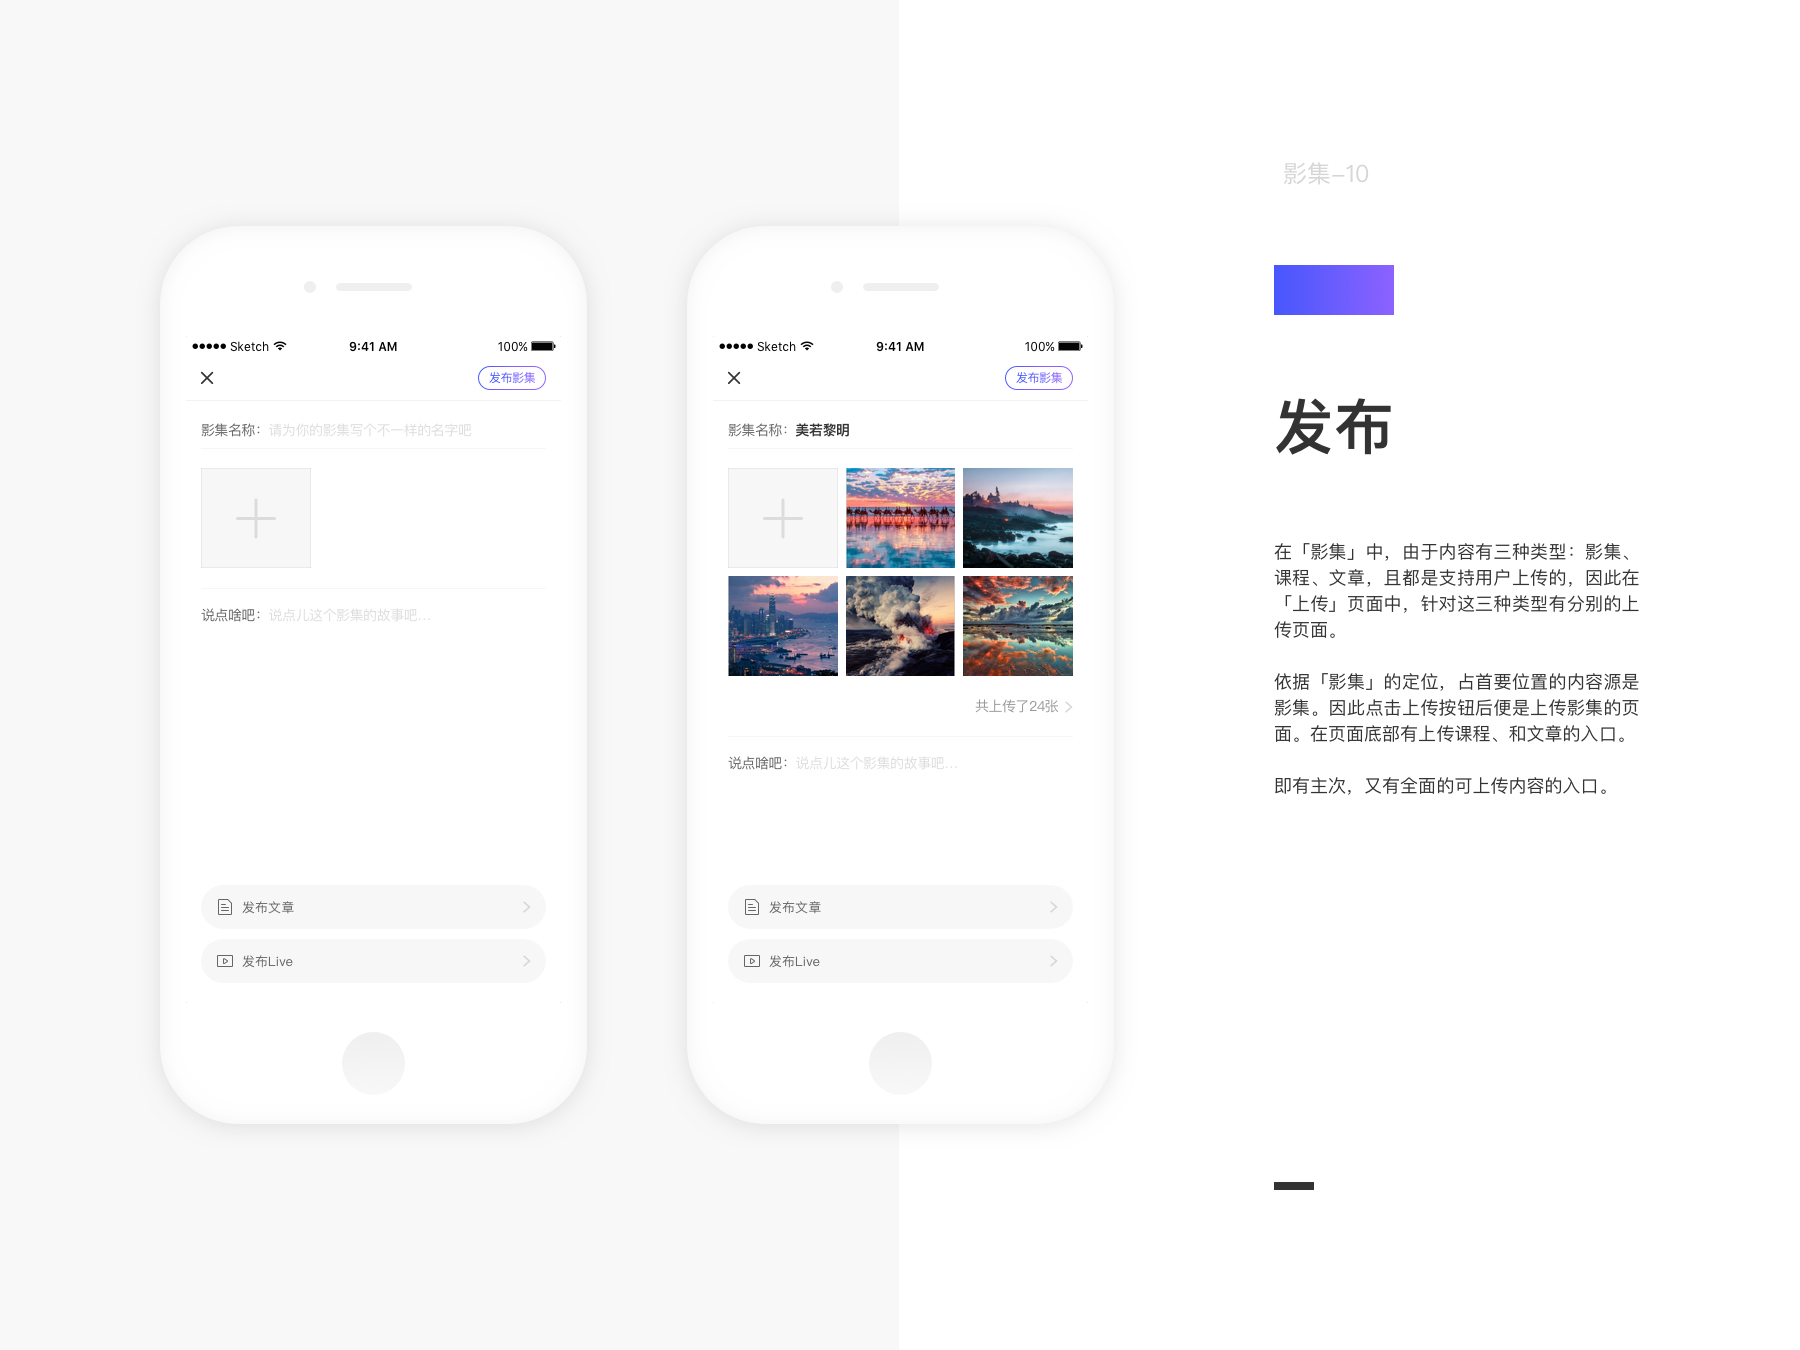 影集–10
Sketch 9:41 AM 100%
发布影集
影集名称：请为你的影集写个不一样的名字吧
说点啥吧：说点儿这个影集的故事吧...
发布文章
发布Live
Sketch 9:41 AM 100%
发布影集
影集名称：美若黎明
共上传了24张
说点啥吧：说点儿这个影集的故事吧...
发布文章
发布Live
发布
在「影集」中，由于内容有三种类型：影集、
课程、文章，且都是支持用户上传的，因此在
「上传」页面中，针对这三种类型有分别的上
传页面。
依据「影集」的定位，占首要位置的内容源是
影集。因此点击上传按钮后便是上传影集的页
面。在页面底部有上传课程、和文章的入口。
即有主次，又有全面的可上传内容的入口。